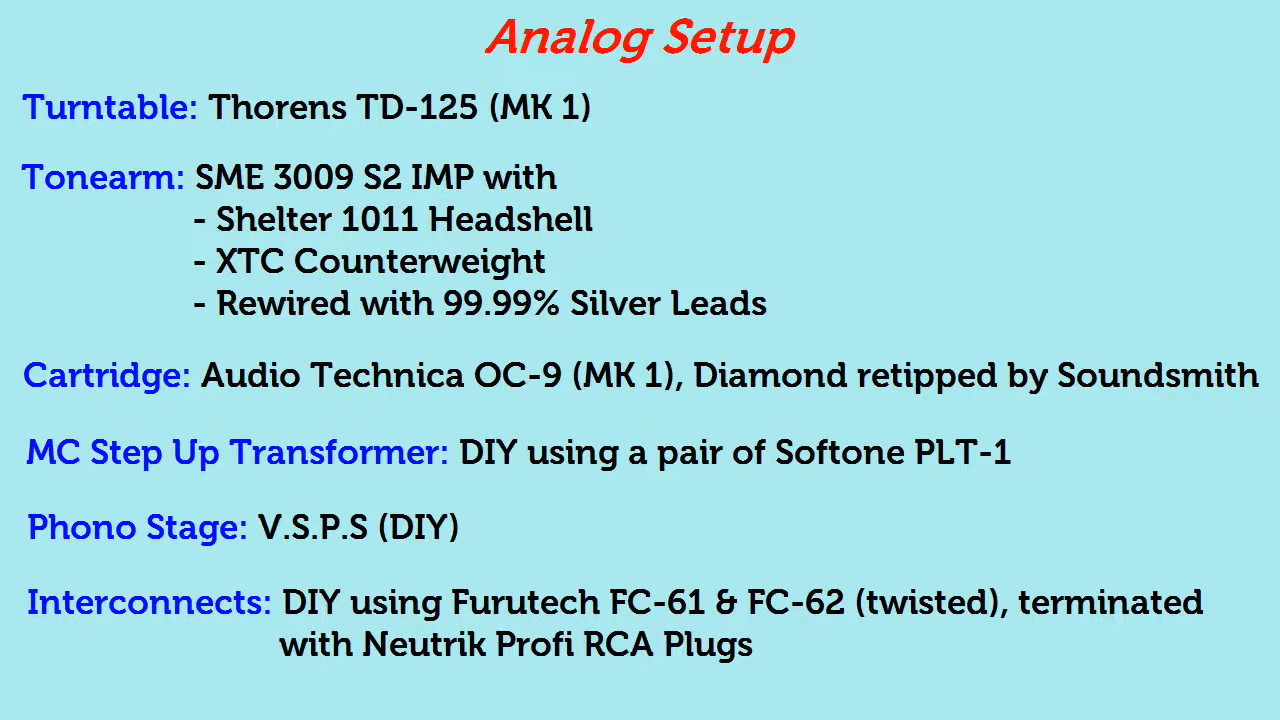 Analog Setup
Turntable: Thorens TD-125 (MK 1)
Tonearm: SME 3009 S2 IMP with
- Shelter 1011 Headshell
- XTC Counterweight
- Rewired with 99.99% Silver Leads
Cartridge: Audio Technica OC-9 (MK 1), Diamond retipped by Soundsmith
MC Step Up Transformer: DIY using a pair of Softone PLT-1
Phono Stage: V.S.P.S (DIY)
Interconnects: DIY using Furutech FC-61 & FC-62 (twisted), terminated
with Neutrik Profi RCA Plugs